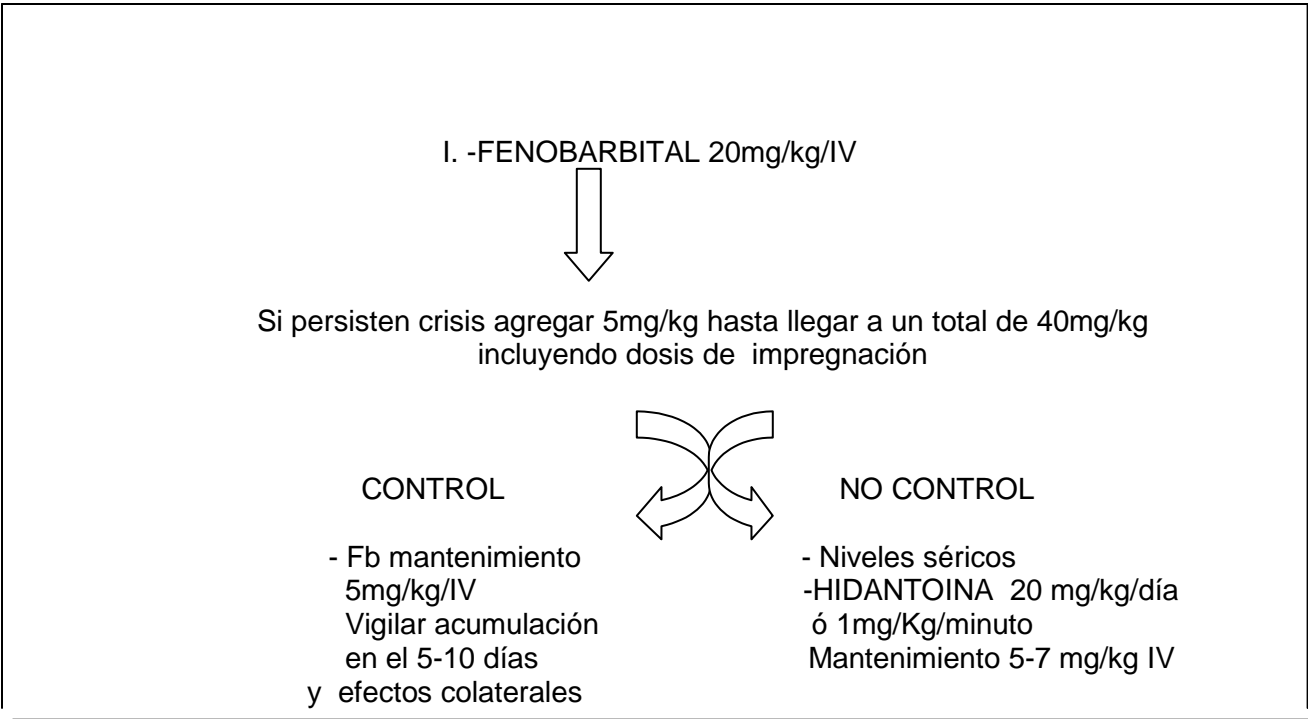 I. -FENOBARBITAL 20mg/kg/IV
Si persisten crisis agregar 5mg/kg hasta llegar a un total de 40mg/kg
incluyendo dosis de impregnación
CONTROL
- Fb mantenimiento
5mg/kg/IV
Vigilar acumulación
en el 5-10 días
y efectos colaterales
NO CONTROL
- Niveles séricos
-HIDANTOINA 20 mg/kg/día
ó 1mg/Kg/minuto
Mantenimiento 5-7 mg/kg IV